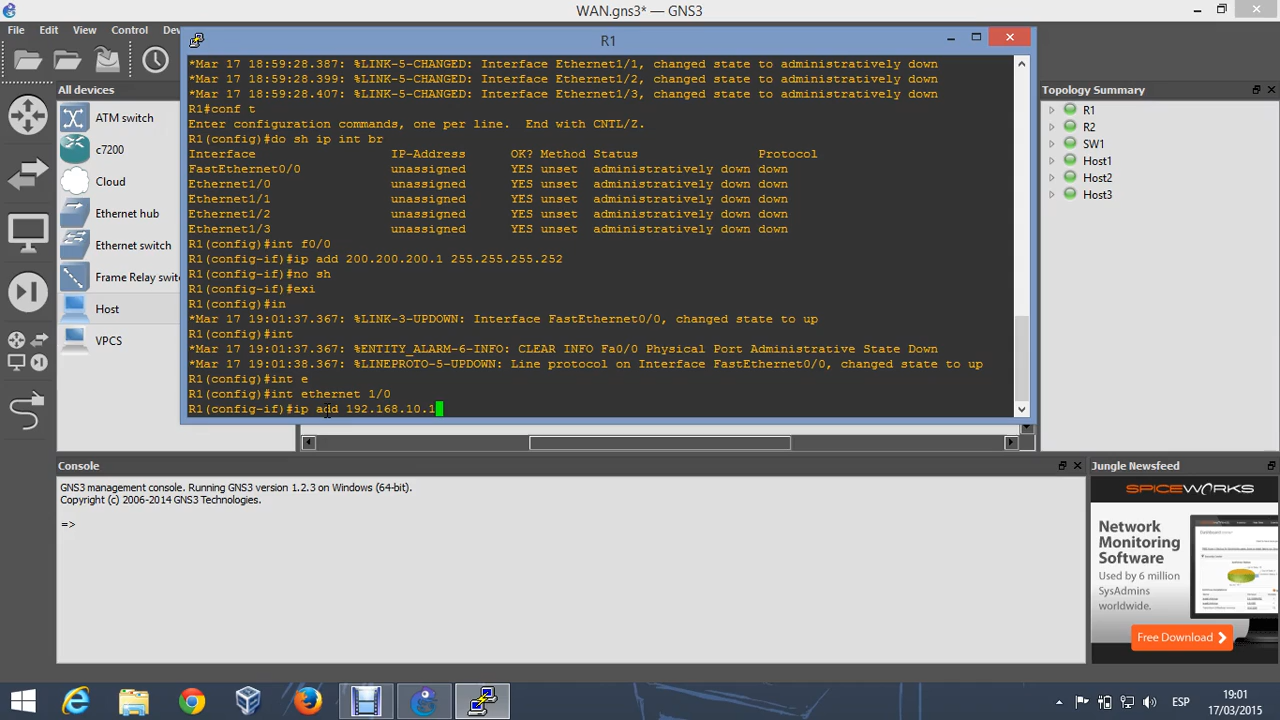 WAN.gns3* — GNS3
File Edit View Control Dev
R1
*Mar 17 18:59:28.387: %LINK-5-CHANGED: Interface Ethernet1/1, changed state to administratively down
*Mar 17 18:59:28.399: %LINK-5-CHANGED: Interface Ethernet1/2, changed state to administratively down
*Mar 17 18:59:28.407: %LINK-5-CHANGED: Interface Ethernet1/3, changed state to administratively down
R1#conf t
Enter configuration commands, one per line. End with CNTL/Z.
R1(config)#do sh ip int br
Interface IP-Address OK? Method Status Protocol
FastEthernet0/0 unassigned YES unset administratively down down
Ethernet1/0 unassigned YES unset administratively down down
Ethernet1/1 unassigned YES unset administratively down down
Ethernet1/2 unassigned YES unset administratively down down
Ethernet1/3 unassigned YES unset administratively down down
R1(config)#int f0/0
R1(config-if)#ip add 200.200.200.1 255.255.255.252
R1(config-if)#no sh
R1(config-if)#exi
R1(config)#in
*Mar 17 19:01:37.367: %LINK-3-UPDOWN: Interface FastEthernet0/0, changed state to up
R1(config)#int
*Mar 17 19:01:37.367: %ENTITY_ALARM-6-INFO: CLEAR INFO Fa0/0 Physical Port Administrative State Down
*Mar 17 19:01:38.367: %LINEPROTO-5-UPDOWN: Line protocol on Interface FastEthernet0/0, changed state to up
R1(config)#int e
R1(config)#int ethernet 1/0
R1(config-if)#ip add 192.168.10.1
All devices
ATM switch
c7200
Cloud
Ethernet hub
Ethernet switch
Frame Relay switc
Host
VPCS
Topology Summary
R1
R2
SW1
Host1
Host2
Host3
Console
GNS3 management console. Running GNS3 version 1.2.3 on Windows (64-bit).
Copyright (c) 2006-2014 GNS3 Technologies.
=>
Jungle Newsfeed
SPICEWORKS
Network
Monitoring
Software
Used by 6 million
SysAdmins
worldwide.
Free Download
ESP
19:01
17/03/2015